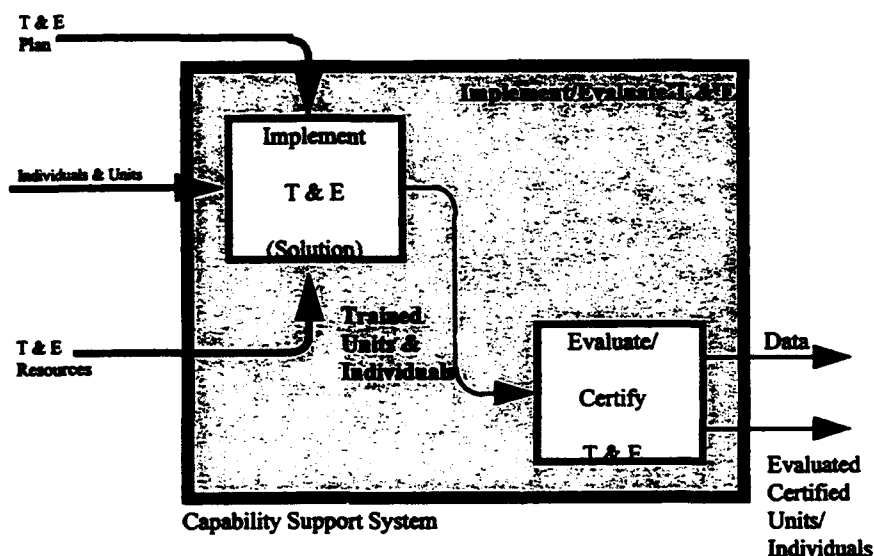 T & E
Plan
Implement/Evaluate T & E
Implement
T & E
(Solution)
Individuals & Units
Trained
Units &
Individuals
T & E
Resources
Evaluate/
Certify
T & E
Data
Evaluated
Certified
Units/
Individuals
Capability Support System